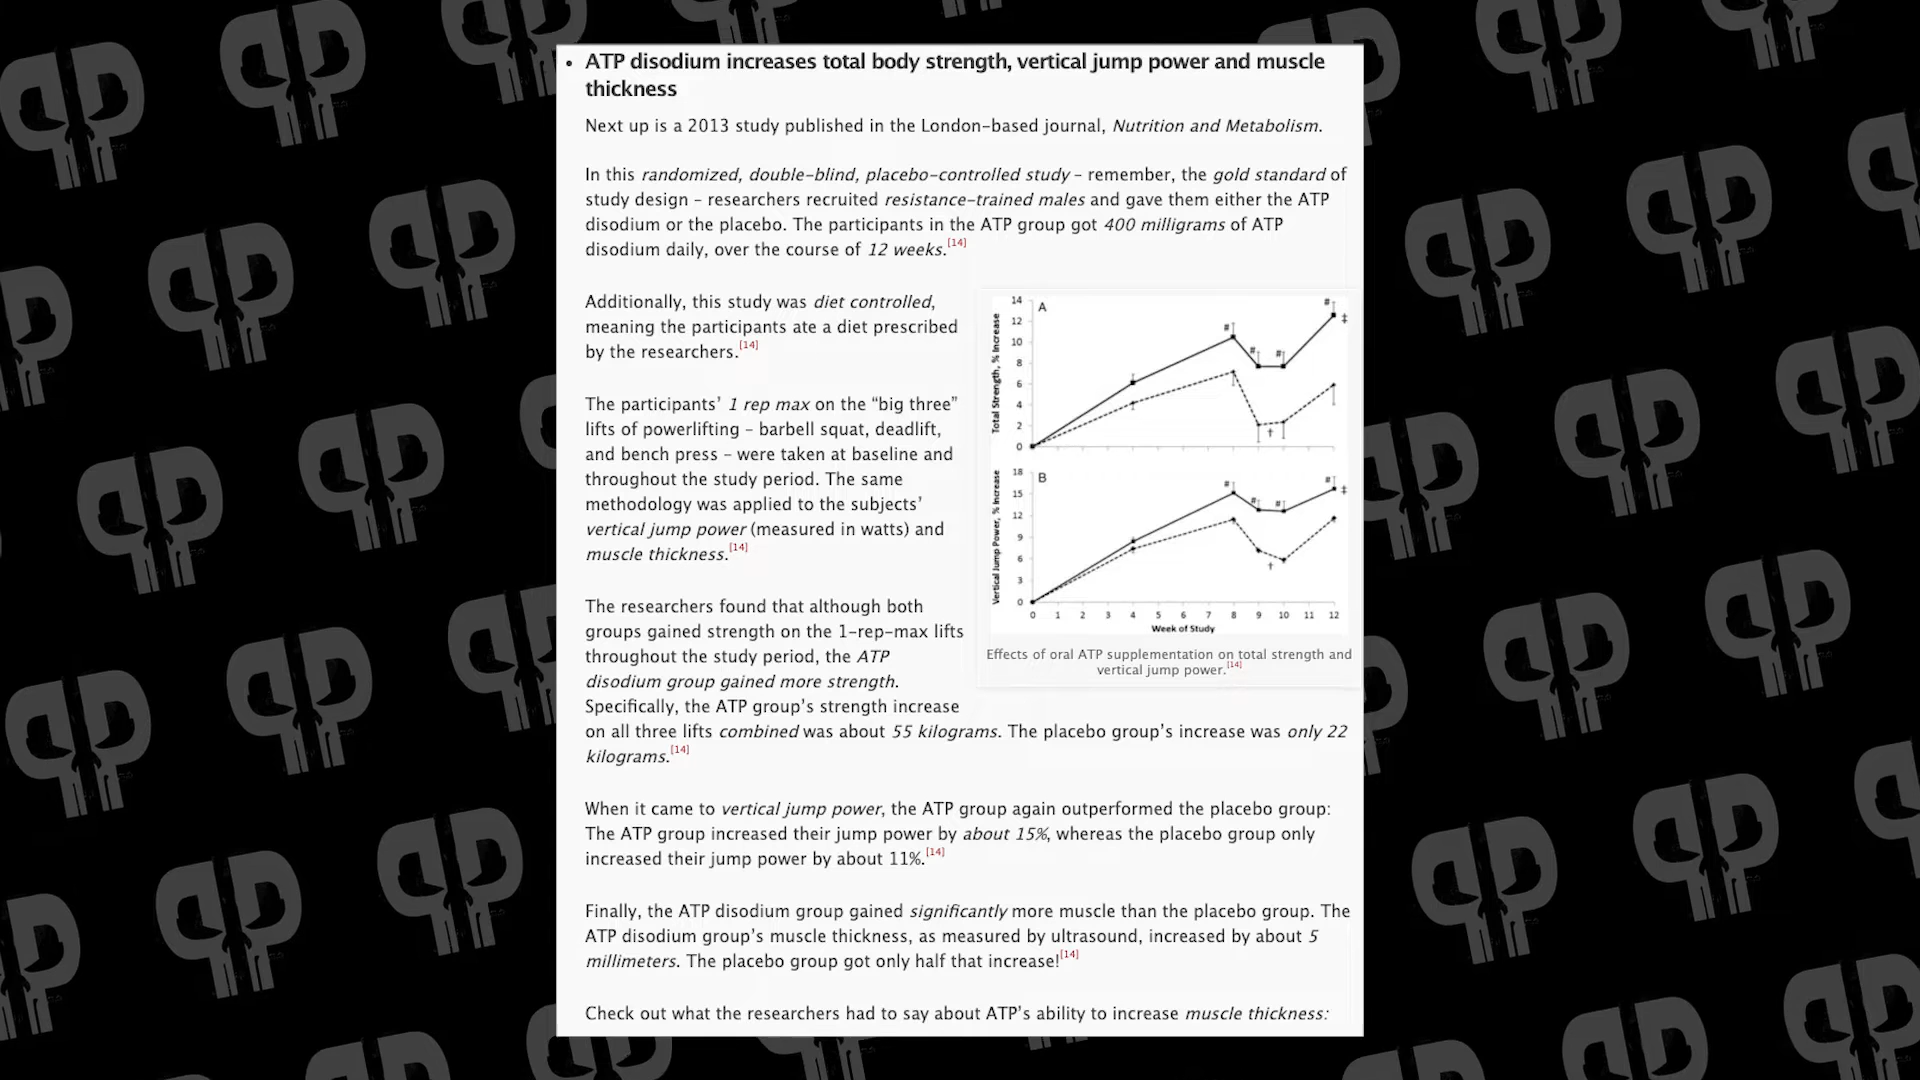 • ATP disodium increases total body strength, vertical jump power and muscle
thickness
Next up is a 2013 study published in the London-based journal, Nutrition and Metabolism.
In this randomized, double-blind, placebo-controlled study – remember, the gold standard of
study design – researchers recruited resistance-trained males and gave them either the ATP
disodium or the placebo. The participants in the ATP group got 400 milligrams of ATP
disodium daily, over the course of 12 weeks.[14]
Additionally, this study was diet controlled,
meaning the participants ate a diet prescribed
by the researchers.[14]
The participants’ 1 rep max on the “big three”
lifts of powerlifting – barbell squat, deadlift,
and bench press – were taken at baseline and
throughout the study period. The same
methodology was applied to the subjects’
vertical jump power (measured in watts) and
muscle thickness.[14]
The researchers found that although both
groups gained strength on the 1-rep-max lifts
throughout the study period, the ATP
disodium group gained more strength.
Specifically, the ATP group’s strength increase
on all three lifts combined was about 55 kilograms. The placebo group’s increase was only 22
kilograms.[14]
A
Total Strength, % Increase
14
12
10
8
6
4
2
0
# # # # ‡
†
B
Vertical Jump Power, % Increase
18
15
12
9
6
3
0
# # # # ‡
†
0 1 2 3 4 5 6 7 8 9 10 11 12
Week of Study
Effects of oral ATP supplementation on total strength and
vertical jump power.[14]
When it came to vertical jump power, the ATP group again outperformed the placebo group:
The ATP group increased their jump power by about 15%, whereas the placebo group only
increased their jump power by about 11%.[14]
Finally, the ATP disodium group gained significantly more muscle than the placebo group. The
ATP disodium group’s muscle thickness, as measured by ultrasound, increased by about 5
millimeters. The placebo group got only half that increase![14]
Check out what the researchers had to say about ATP’s ability to increase muscle thickness: